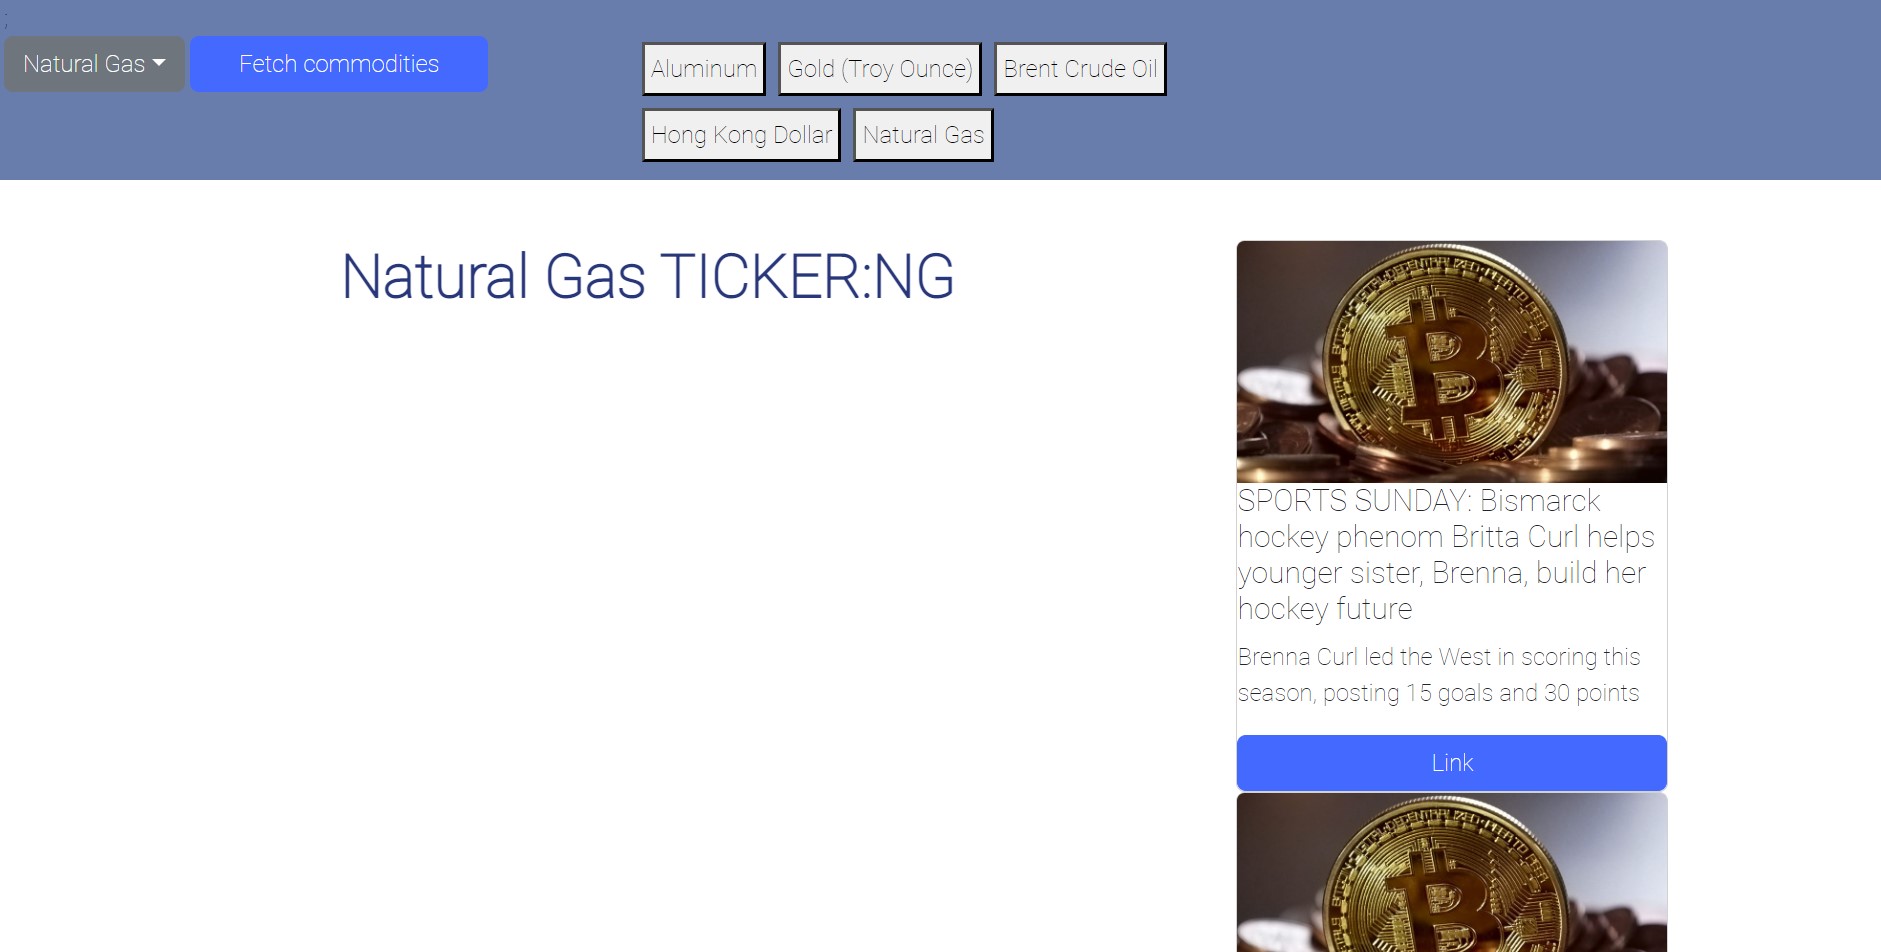 ;
Natural Gas
Fetch commodities
Aluminum
Gold (Troy Ounce)
Brent Crude Oil
Hong Kong Dollar
Natural Gas
Natural Gas TICKER:NG
SPORTS SUNDAY: Bismarck
hockey phenom Britta Curl helps
younger sister, Brenna, build her
hockey future
Brenna Curl led the West in scoring this
season, posting 15 goals and 30 points
Link